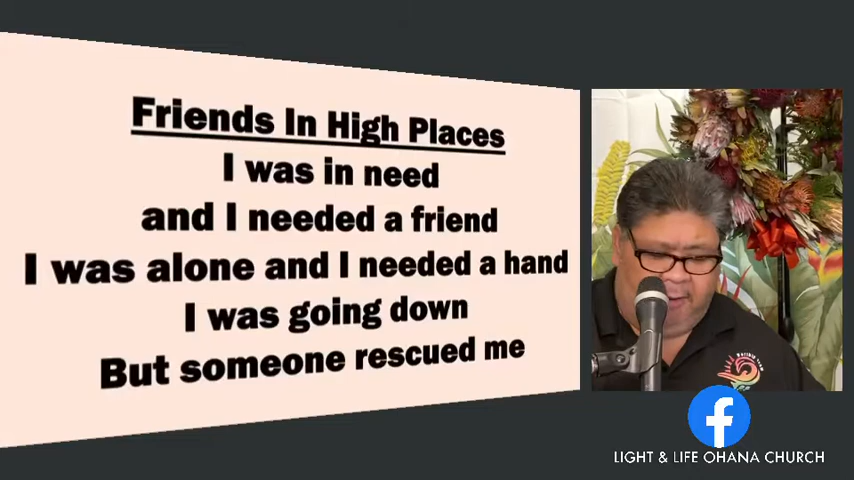 Friends In High Places
I was in need
and I needed a friend
I was alone and I needed a hand
I was going down
But someone rescued me
LIGHT & LIFE OHANA CHURCH